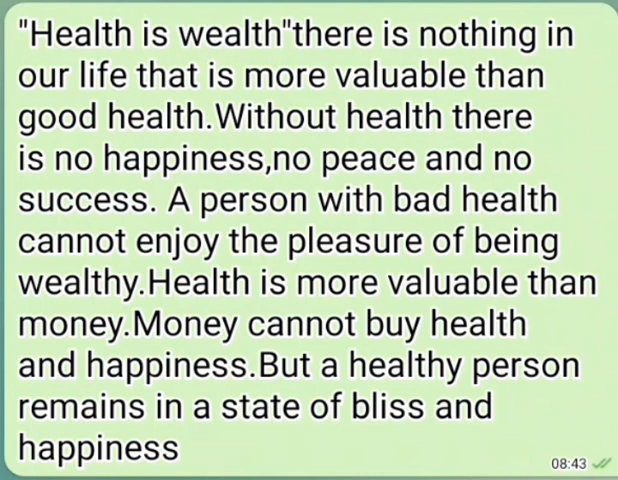 "Health is wealth"there is nothing in
our life that is more valuable than
good health.Without health there
is no happiness,no peace and no
success. A person with bad health
cannot enjoy the pleasure of being
wealthy.Health is more valuable than
money.Money cannot buy health
and happiness.But a healthy person
remains in a state of bliss and
happiness
08:43